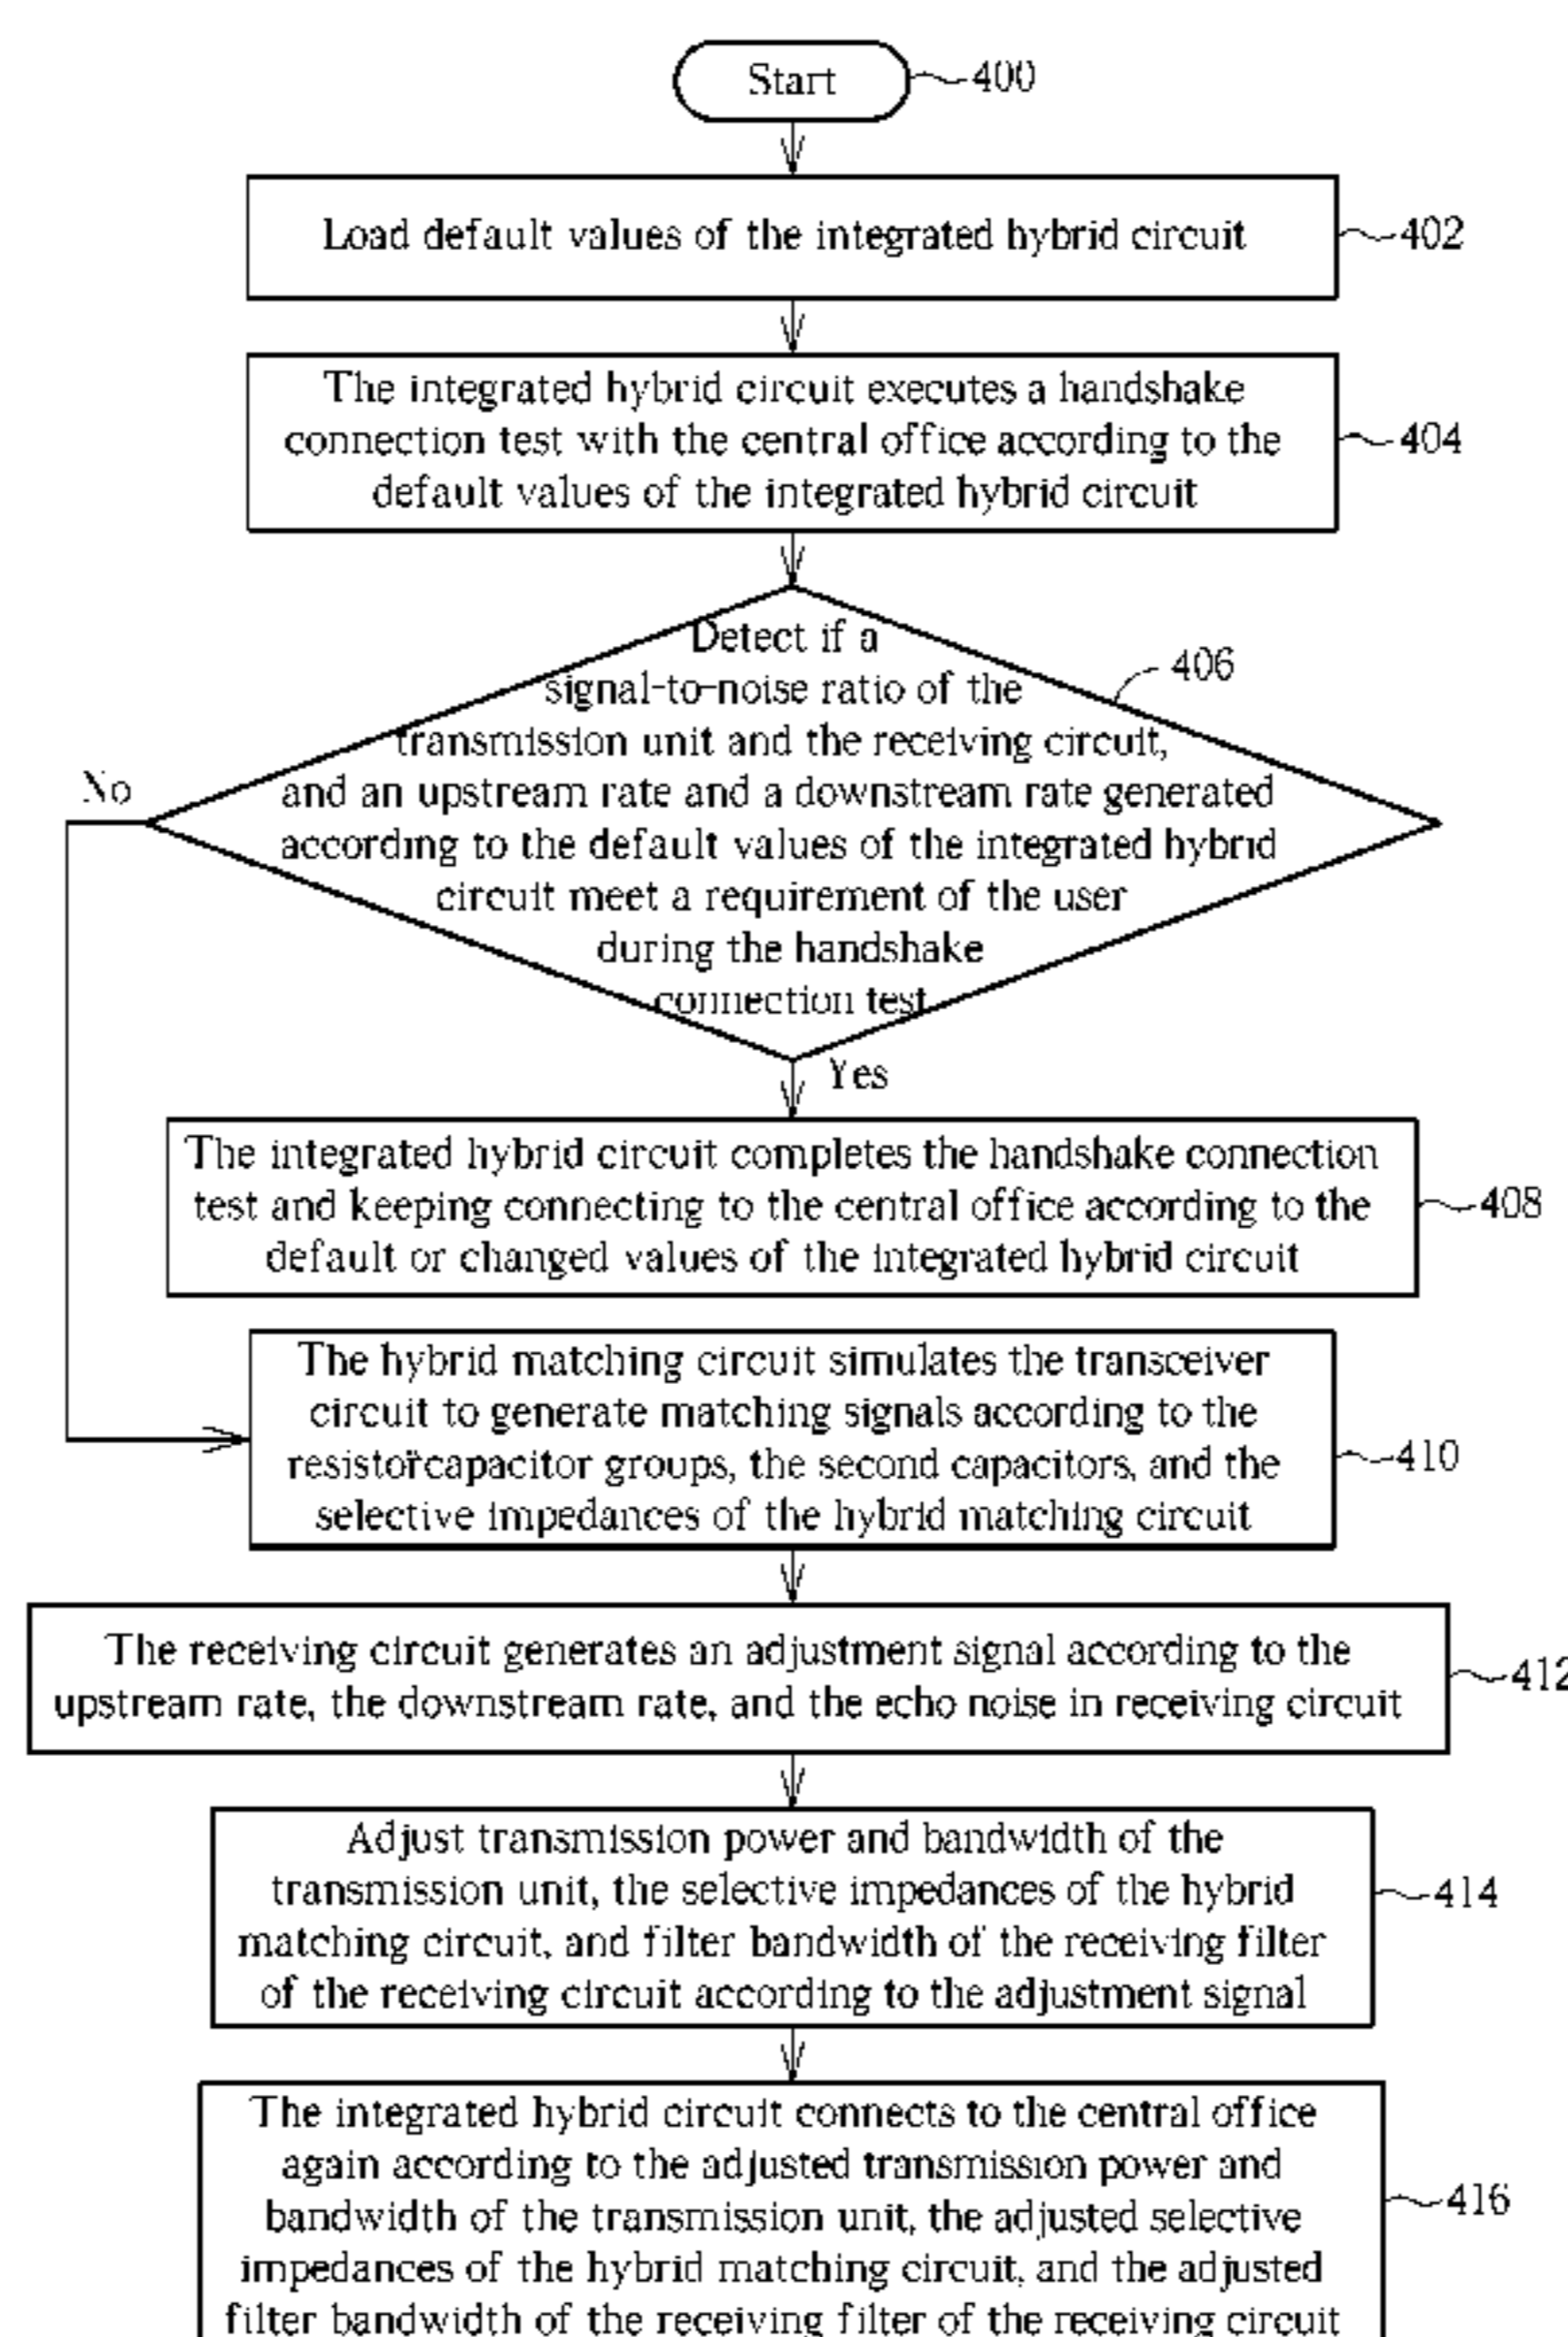 Start
400
Load default values of the integrated hybrid circuit
402
The integrated hybrid circuit executes a handshake
connection test with the central office according to the
default values of the integrated hybrid circuit
404
Detect if a
signal-to-noise ratio of the
transmission unit and the receiving circuit,
and an upstream rate and a downstream rate generated
according to the default values of the integrated hybrid
circuit meet a requirement of the user
during the handshake
connection test
406
No
Yes
The integrated hybrid circuit completes the handshake connection
test and keeping connecting to the central office according to the
default or changed values of the integrated hybrid circuit
408
The hybrid matching circuit simulates the transceiver
circuit to generate matching signals according to the
resistor-capacitor groups, the second capacitors, and the
selective impedances of the hybrid matching circuit
410
The receiving circuit generates an adjustment signal according to the
upstream rate, the downstream rate, and the echo noise in receiving circuit
412
Adjust transmission power and bandwidth of the
transmission unit, the selective impedances of the hybrid
matching circuit, and filter bandwidth of the receiving filter
of the receiving circuit according to the adjustment signal
414
The integrated hybrid circuit connects to the central office
again according to the adjusted transmission power and
bandwidth of the transmission unit, the adjusted selective
impedances of the hybrid matching circuit, and the adjusted
filter bandwidth of the receiving filter of the receiving circuit
416